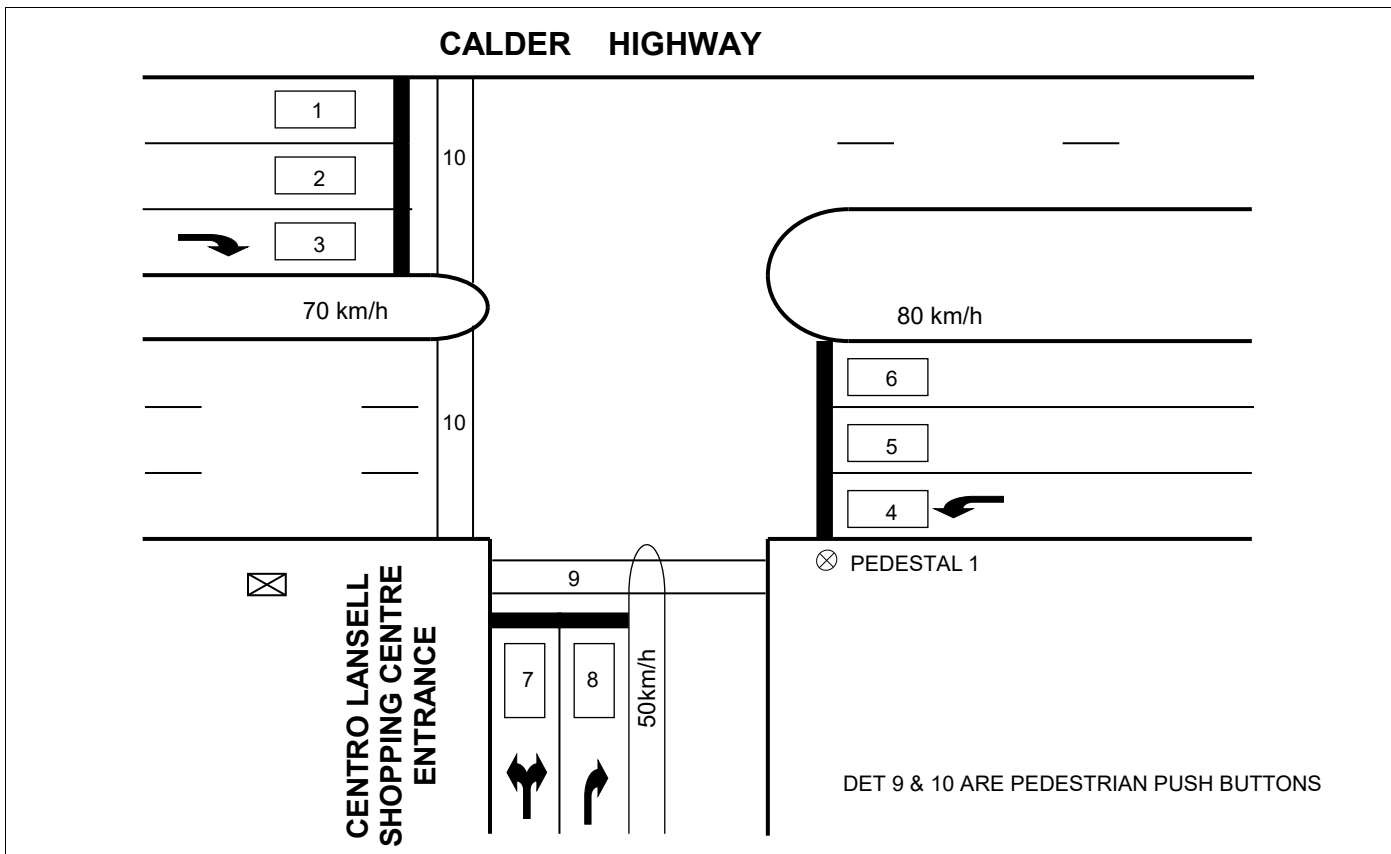 CALDER HIGHWAY
1
10
2
3
70 km/h
80 km/h
6
10
5
4
PEDESTAL 1
9
CENTRO LANSELL
SHOPPING CENTRE
ENTRANCE
7
8
50km/h
DET 9 & 10 ARE PEDESTRIAN PUSH BUTTONS